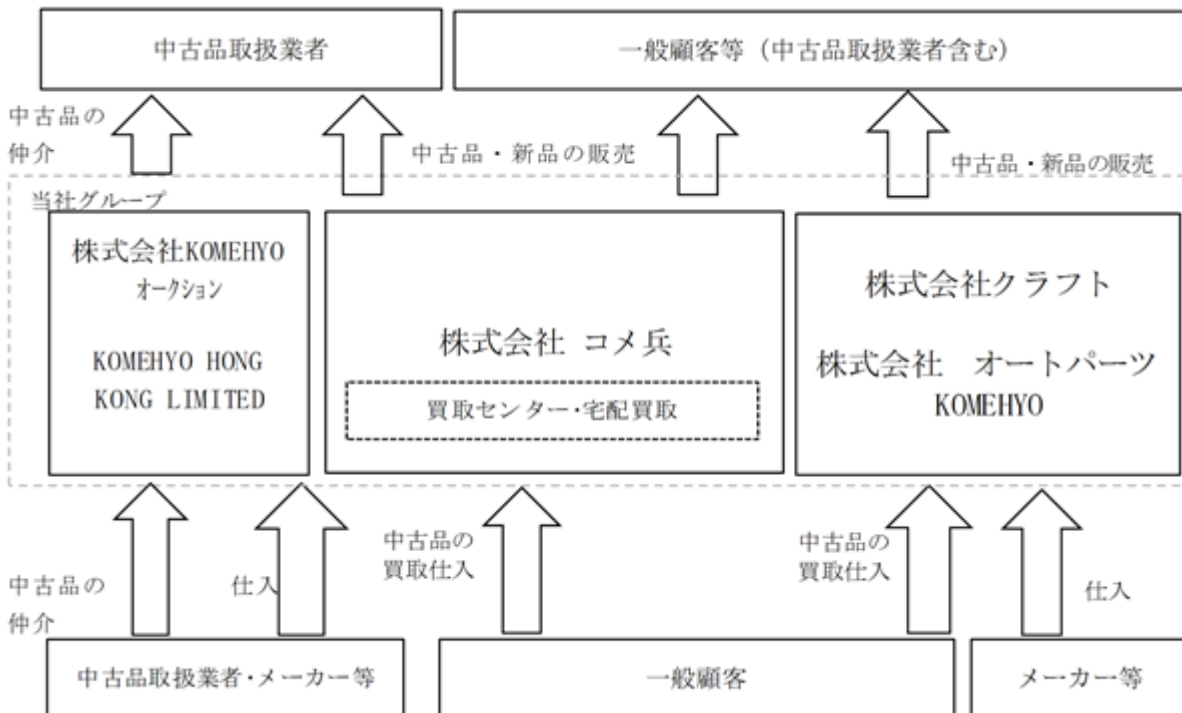 中古品取扱業者
一般顧客等（中古品取扱業者含む）
中古品の
仲介
中古品・新品の販売
中古品・新品の販売
当社グループ
株式会社KOMEHYO
オークション
KOMEHYO HONG
KONG LIMITED
株式会社 コメ兵
買取センター・宅配買取
株式会社クラフト
株式会社　オートパーツ
KOMEHYO
中古品の
仲介
仕入
中古品の
買取仕入
中古品の
買取仕入
仕入
中古品取扱業者・メーカー等
一般顧客
メーカー等